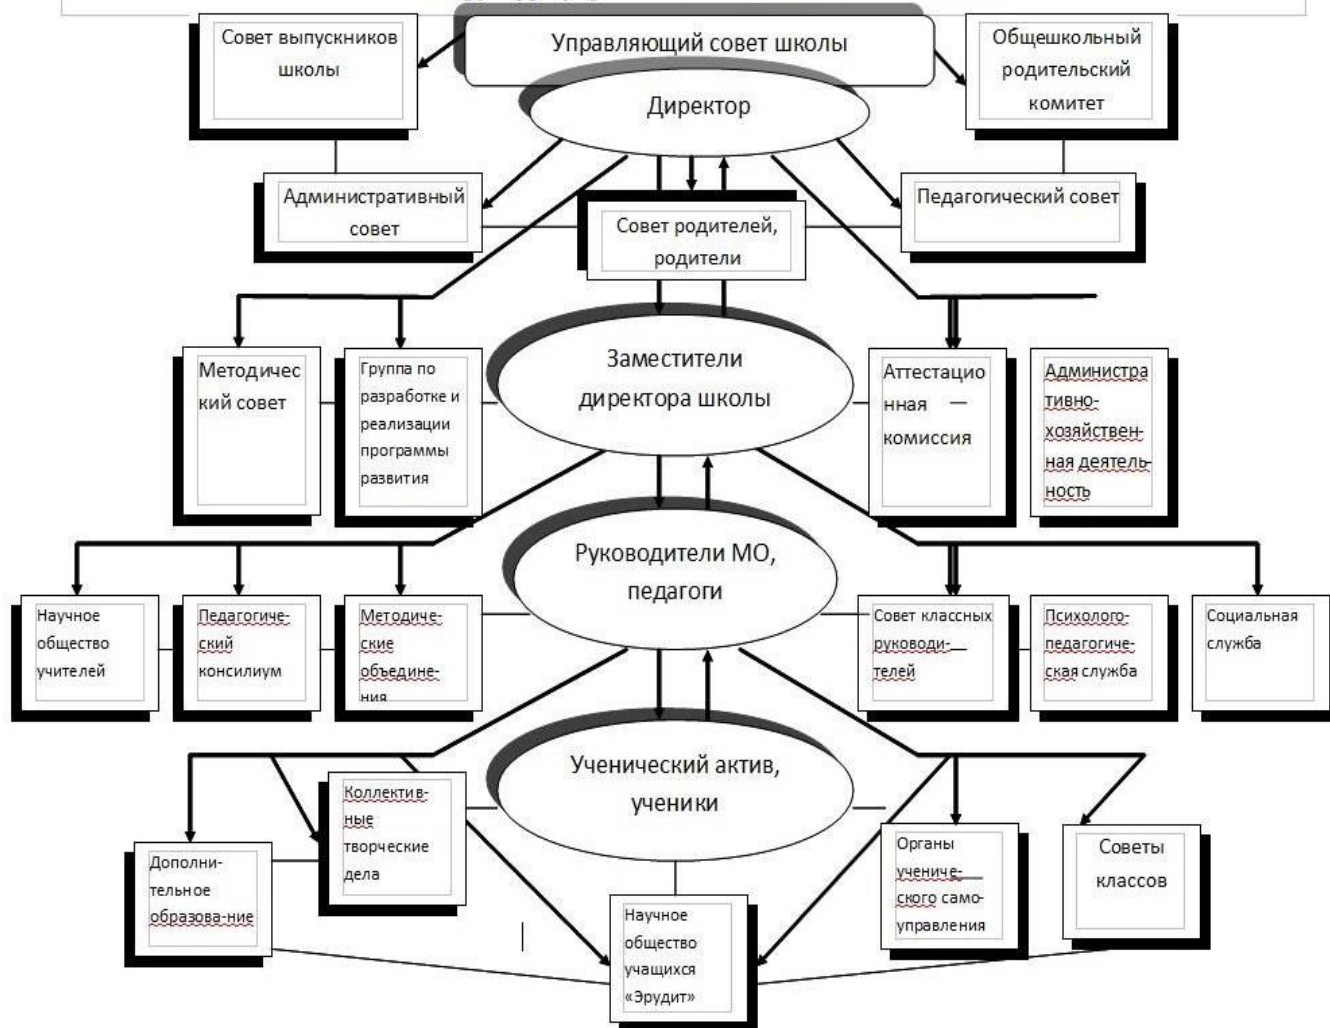 Совет выпускников
школы
Управляющий совет школы
Общешкольный
родительский
комитет
Директор
Административный
совет
Совет родителей,
родители
Педагогический совет
Методичес
кий совет
Группа по
разработке и
реализации
программы
развития
Заместители
директора школы
Аттестацио
нная
комиссия
Администра
тивно-
хозяйствен-
ная деятель-
ность
Руководители МО,
педагоги
Научное
общество
учителей
Педагогиче-
ский
консилиум
Методиче-
ские
объедине-
ния
Совет классных
руководи-
телей
Психолого-
педагогиче-
ская служба
Социальная
служба
Ученический актив,
ученики
Дополни-
тельное
образова-ние
Коллектив-
ные
творческие
дела
Научное
общество
учащихся
«Эрудит»
Органы
учениче-
ского само-
управления
Советы
классов